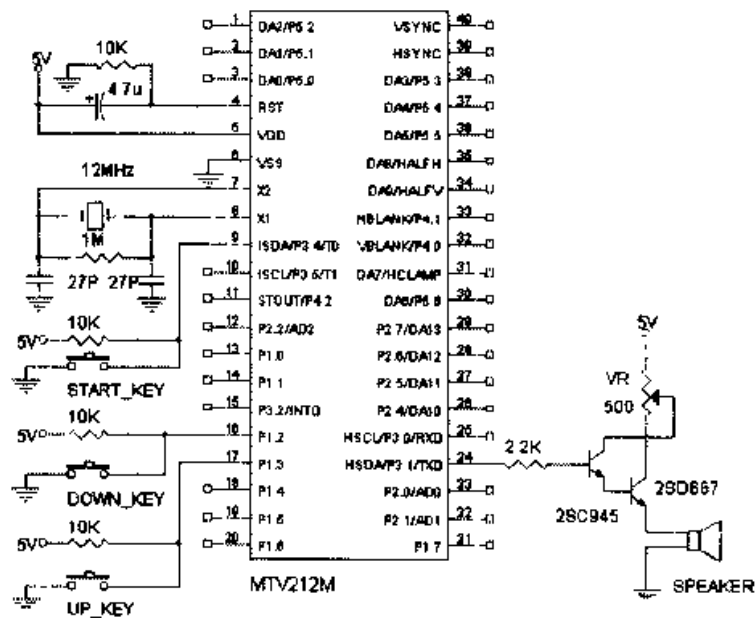 5V
10K
4.7u
12MHz
1M
27P 27P
10K
5V
START_KEY
10K
5V
DOWN_KEY
10K
5V
UP_KEY
1 DA2/P5.2
2 DA1/P5.1
3 DA0/P5.0
4 RST
5 VDD
6 VSS
7 X2
8 X1
9 ISDA/P3.4/T0
10 ISCL/P3.5/T1
11 STOUT/P4.2
12 P2.2/AD2
13 P1.0
14 P1.1
15 P3.2/INT0
16 P1.2
17 P1.3
18 P1.4
19 P1.5
20 P1.6
VSYNC 40
HSYNC 39
DA3/P5.3 38
DA4/P5.4 37
DA5/P5.5 36
DA8/HALFH 35
DA9/HALFV 34
HBLANK/P4.1 33
VBLANK/P4.0 32
DA7/HCLAMP 31
DA6/P5.6 30
P2.7/DA13 29
P2.6/DA12 28
P2.5/DA11 27
P2.4/DA10 26
HSCL/P3.0/RXD 25
HSDA/P3.1/TXD 24
P2.0/AD0 23
P2.1/AD1 22
P1.7 21
MTV212M
2.2K
5V
VR
500
2SC945
2SD667
SPEAKER